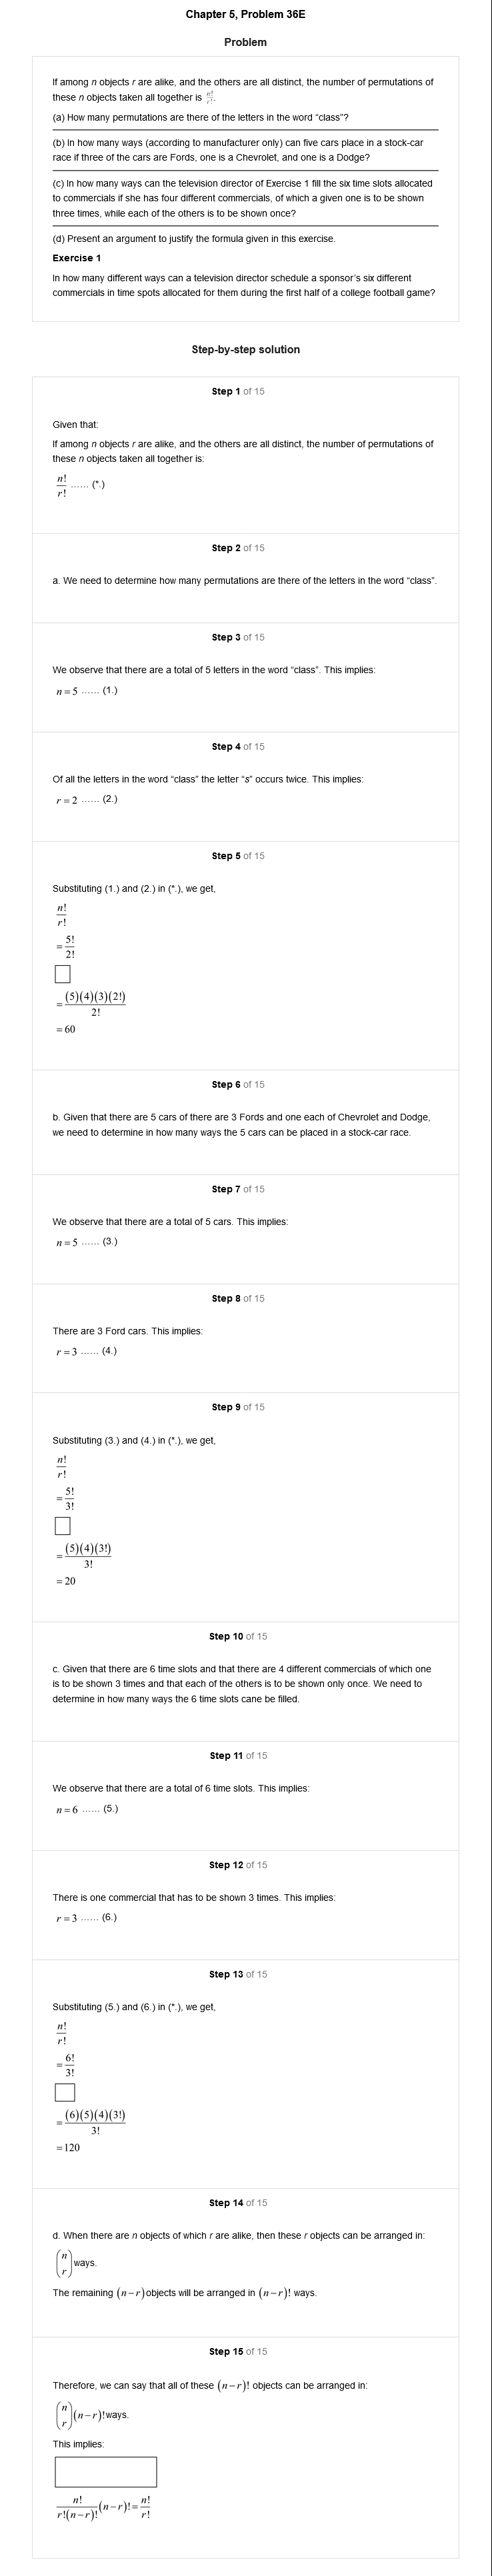 Chapter 5, Problem 36E
Problem
If among n objects r are alike, and the others are all distinct, the number of permutations of
these n objects taken all together is n!/r!.
(a) How many permutations are there of the letters in the word “class”?
(b) In how many ways (according to manufacturer only) can five cars place in a stock-car
race if three of the cars are Fords, one is a Chevrolet, and one is a Dodge?
(c) In how many ways can the television director of Exercise 1 fill the six time slots allocated
to commercials if she has four different commercials, of which a given one is to be shown
three times, while each of the others is to be shown once?
(d) Present an argument to justify the formula given in this exercise.
Exercise 1
In how many different ways can a television director schedule a sponsor’s six different
commercials in time spots allocated for them during the first half of a college football game?
Step-by-step solution
Step 1 of 15
Given that:
If among n objects r are alike, and the others are all distinct, the number of permutations of
these n objects taken all together is:
n!/r! ...... (*.)
Step 2 of 15
a. We need to determine how many permutations are there of the letters in the word “class”.
Step 3 of 15
We observe that there are a total of 5 letters in the word “class”. This implies:
n = 5 ...... (1.)
Step 4 of 15
Of all the letters in the word “class” the letter “s” occurs twice. This implies:
r = 2 ...... (2.)
Step 5 of 15
Substituting (1.) and (2.) in (*.), we get,
n!/r!
= 5!/2!
= (5)(4)(3)(2!)/2!
= 60
Step 6 of 15
b. Given that there are 5 cars of there are 3 Fords and one each of Chevrolet and Dodge,
we need to determine in how many ways the 5 cars can be placed in a stock-car race.
Step 7 of 15
We observe that there are a total of 5 cars. This implies:
n = 5 ...... (3.)
Step 8 of 15
There are 3 Ford cars. This implies:
r = 3 ...... (4.)
Step 9 of 15
Substituting (3.) and (4.) in (*.), we get,
n!/r!
= 5!/3!
= (5)(4)(3!)/3!
= 20
Step 10 of 15
c. Given that there are 6 time slots and that there are 4 different commercials of which one
is to be shown 3 times and that each of the others is to be shown only once. We need to
determine in how many ways the 6 time slots cane be filled.
Step 11 of 15
We observe that there are a total of 6 time slots. This implies:
n = 6 ...... (5.)
Step 12 of 15
There is one commercial that has to be shown 3 times. This implies:
r = 3 ...... (6.)
Step 13 of 15
Substituting (5.) and (6.) in (*.), we get,
n!/r!
= 6!/3!
= (6)(5)(4)(3!)/3!
= 120
Step 14 of 15
d. When there are n objects of which r are alike, then these r objects can be arranged in:
(n r) ways.
The remaining (n−r) objects will be arranged in (n−r)! ways.
Step 15 of 15
Therefore, we can say that all of these (n−r)! objects can be arranged in:
(n r)(n−r)! ways.
This implies:
n!/r!(n−r)! (n−r)! = n!/r!